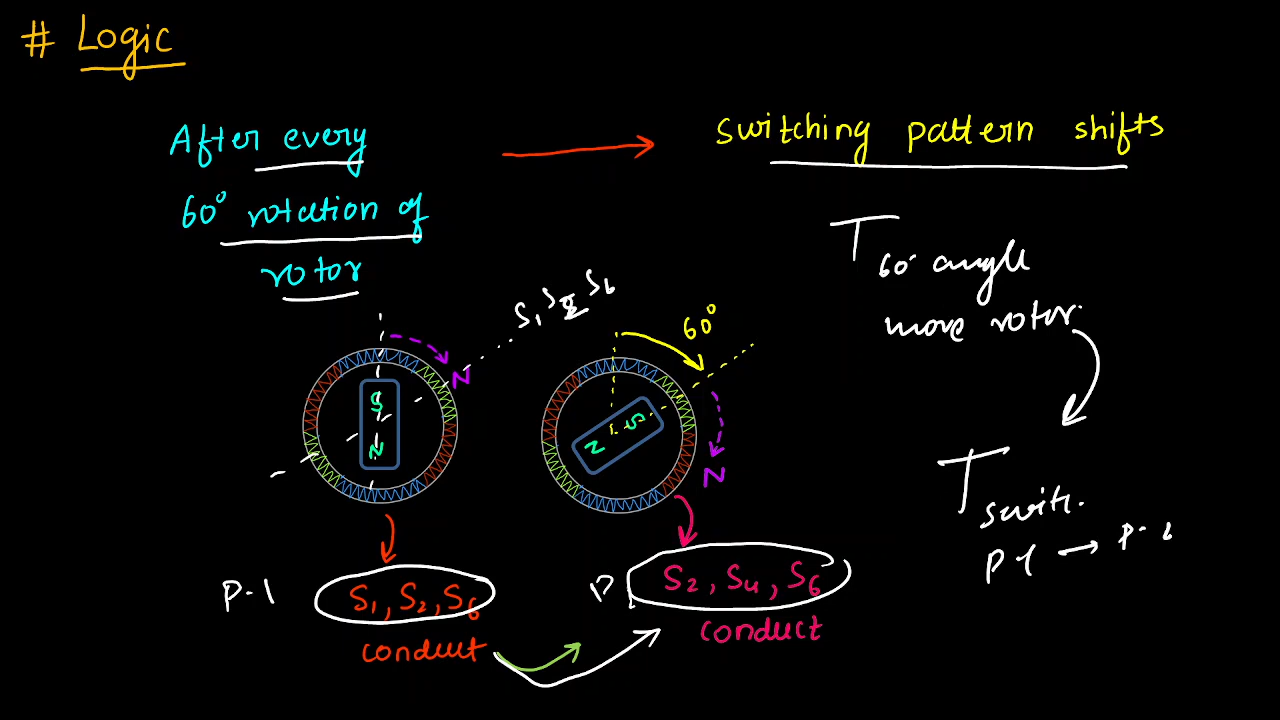 # Logic
After every
60° rotation of
rotor
switching pattern shifts
T 60° angle
move rotor.
S1 S2 S6
60°
N
S
N
S
N
N
T switch.
P-1 → P-2
P-1
S1, S2, S6
conduct
P
S2, S4, S6
conduct